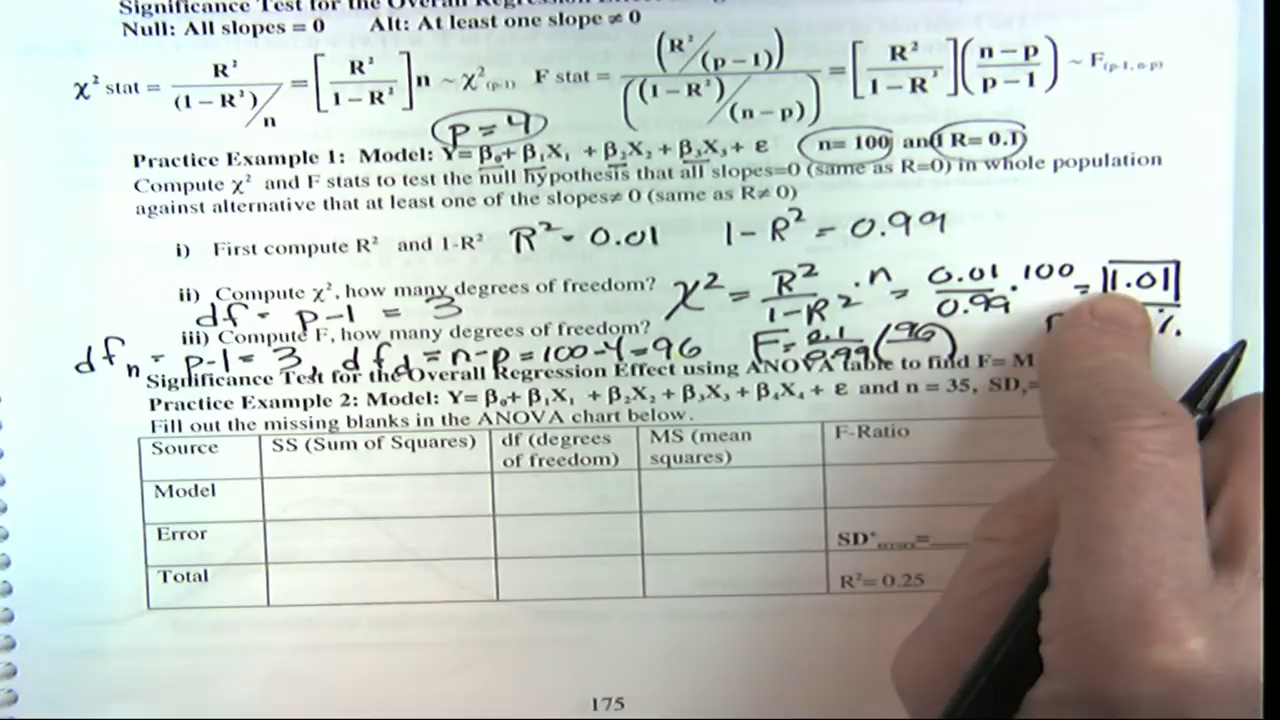 Significance Test for the Overall Regression Effect
Null: All slopes = 0 Alt: At least one slope ≠ 0
χ² stat = R² / (1 − R²)/n = [R² / 1 − R²] n ~ χ²(p-1) F stat = (R²/(p − 1)) / ((1 − R²)/(n − p)) = [R² / 1 − R²] (n − p / p − 1) ~ F(p-1, n-p)
p = 4
Practice Example 1: Model: Y= β₀+ β₁X₁ + β₂X₂ + β₃X₃ + ε n= 100 and R= 0.1
Compute χ² and F stats to test the null hypothesis that all slopes=0 (same as R=0) in whole population
against alternative that at least one of the slopes≠ 0 (same as R≠ 0)
i) First compute R² and 1-R² R² = 0.01 1 − R² = 0.99
ii) Compute χ², how many degrees of freedom? χ² = R² / 1 − R² · n = 0.01 / 0.99 · 100 = 1.01
df = p−1 = 3
iii) Compute F, how many degrees of freedom? F = 0.1 / 0.99 (96
df n = p−1 = 3, df d = n−p = 100−4 = 96
Significance Test for the Overall Regression Effect using ANOVA table to find F= M
Practice Example 2: Model: Y= β₀+ β₁X₁ + β₂X₂ + β₃X₃ + β₄X₄ + ε and n = 35, SD
Fill out the missing blanks in the ANOVA chart below.
Source SS (Sum of Squares) df (degrees of freedom) MS (mean squares) F-Ratio
Model
Error SD⁺ =
Total R²= 0.25
175